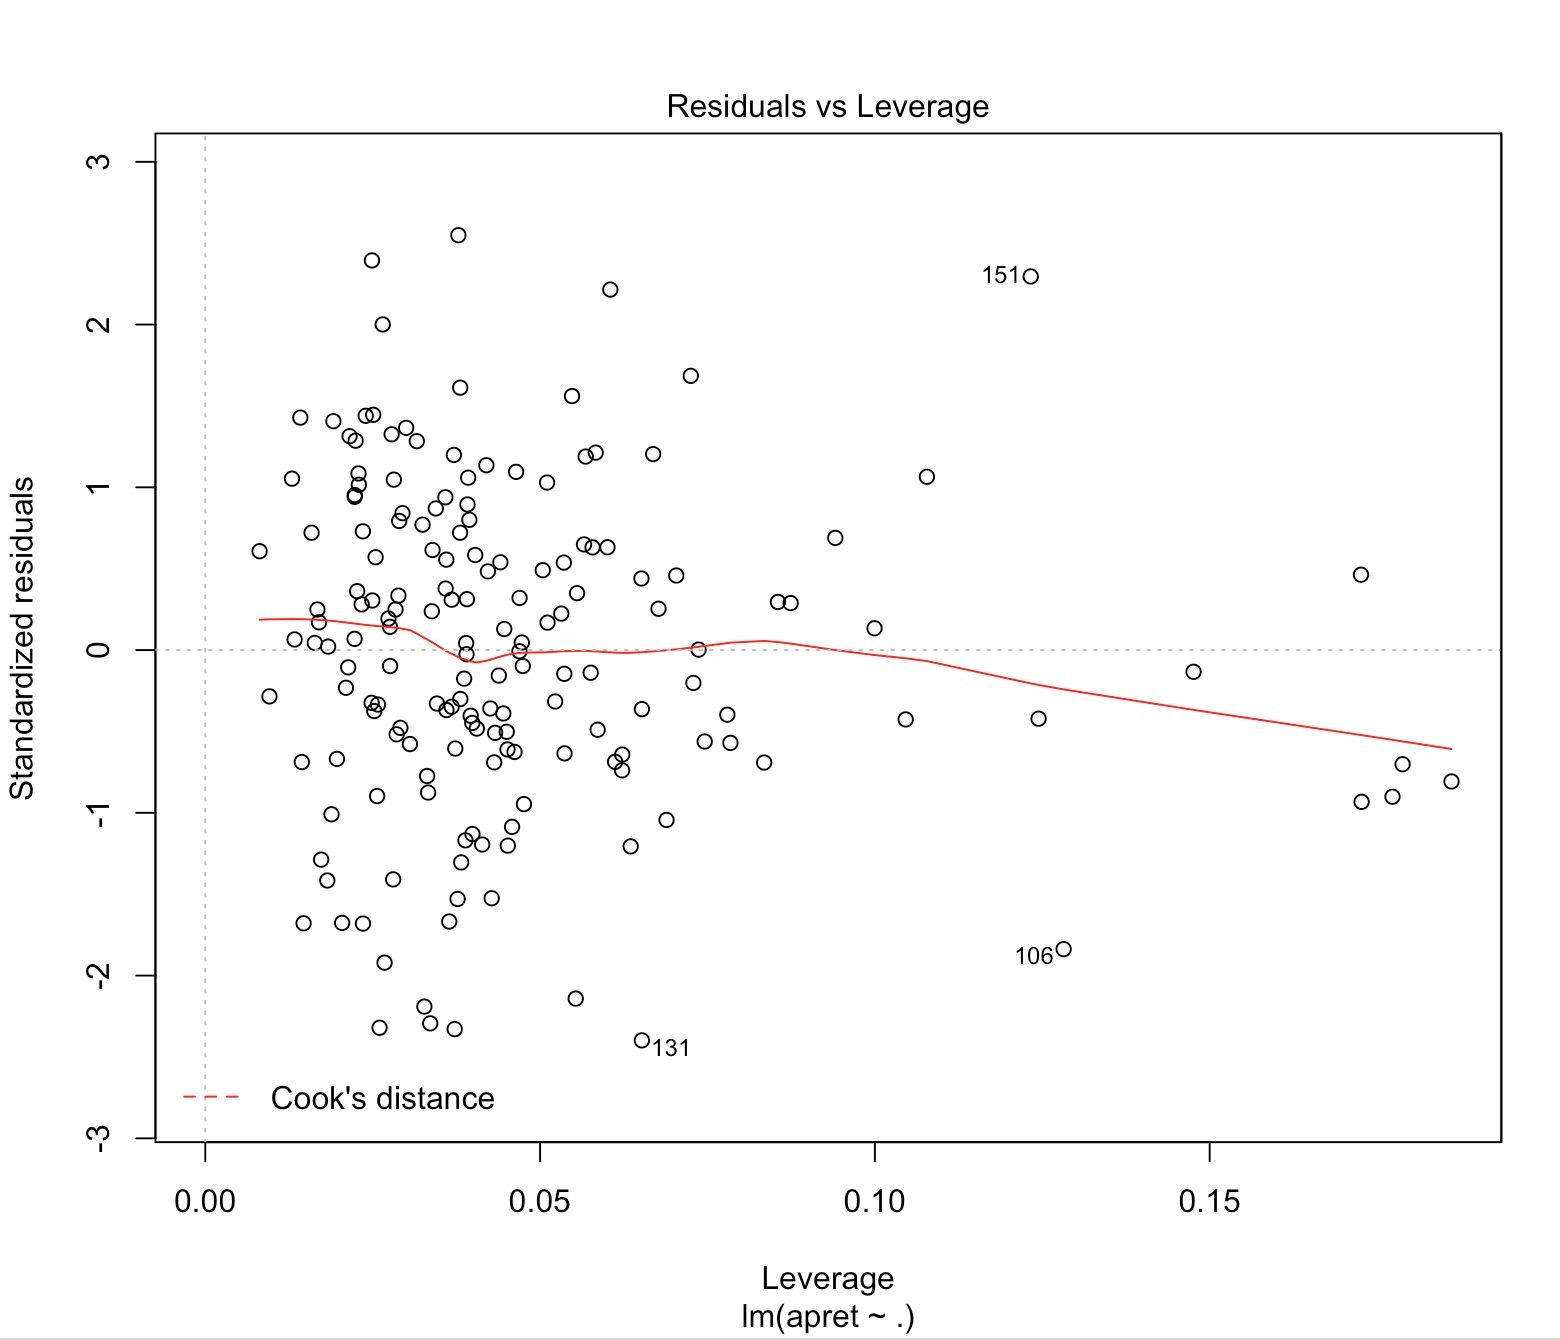 Residuals vs Leverage
3
2
1
0
-1
-2
-3
Standardized residuals
151
106
131
Cook's distance
0.00 0.05 0.10 0.15
Leverage
lm(apret ~ .)